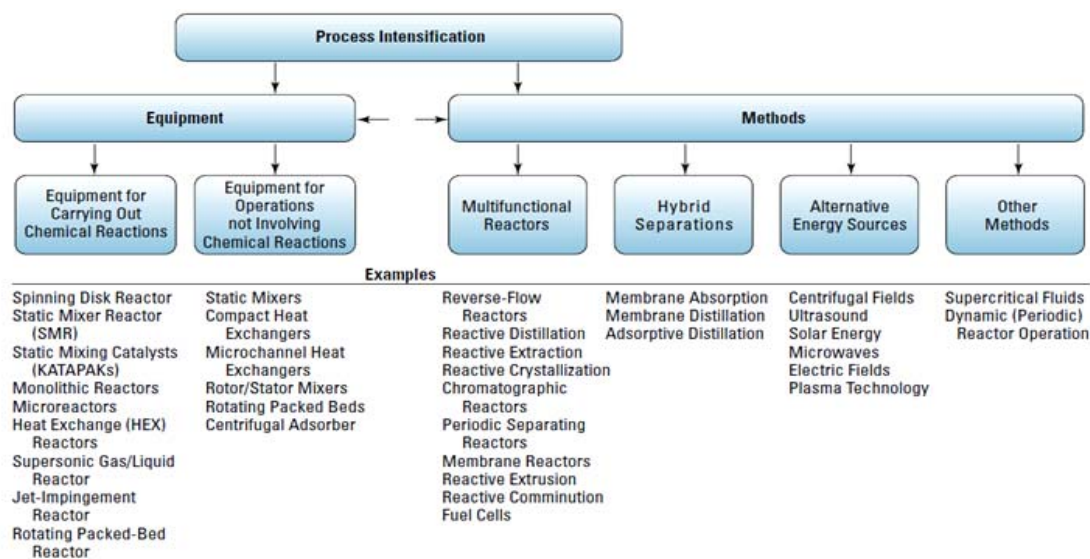 Process Intensification
Equipment
Methods
Equipment for
Carrying Out
Chemical Reactions
Equipment for
Operations
not Involving
Chemical Reactions
Multifunctional
Reactors
Hybrid
Separations
Alternative
Energy Sources
Other
Methods
Examples
Spinning Disk Reactor
Static Mixer Reactor
(SMR)
Static Mixing Catalysts
(KATAPAKs)
Monolithic Reactors
Microreactors
Heat Exchange (HEX)
Reactors
Supersonic Gas/Liquid
Reactor
Jet-Impingement
Reactor
Rotating Packed-Bed
Reactor
Static Mixers
Compact Heat
Exchangers
Microchannel Heat
Exchangers
Rotor/Stator Mixers
Rotating Packed Beds
Centrifugal Adsorber
Reverse-Flow
Reactors
Reactive Distillation
Reactive Extraction
Reactive Crystallization
Chromatographic
Reactors
Periodic Separating
Reactors
Membrane Reactors
Reactive Extrusion
Reactive Comminution
Fuel Cells
Membrane Absorption
Membrane Distillation
Adsorptive Distillation
Centrifugal Fields
Ultrasound
Solar Energy
Microwaves
Electric Fields
Plasma Technology
Supercritical Fluids
Dynamic (Periodic)
Reactor Operation